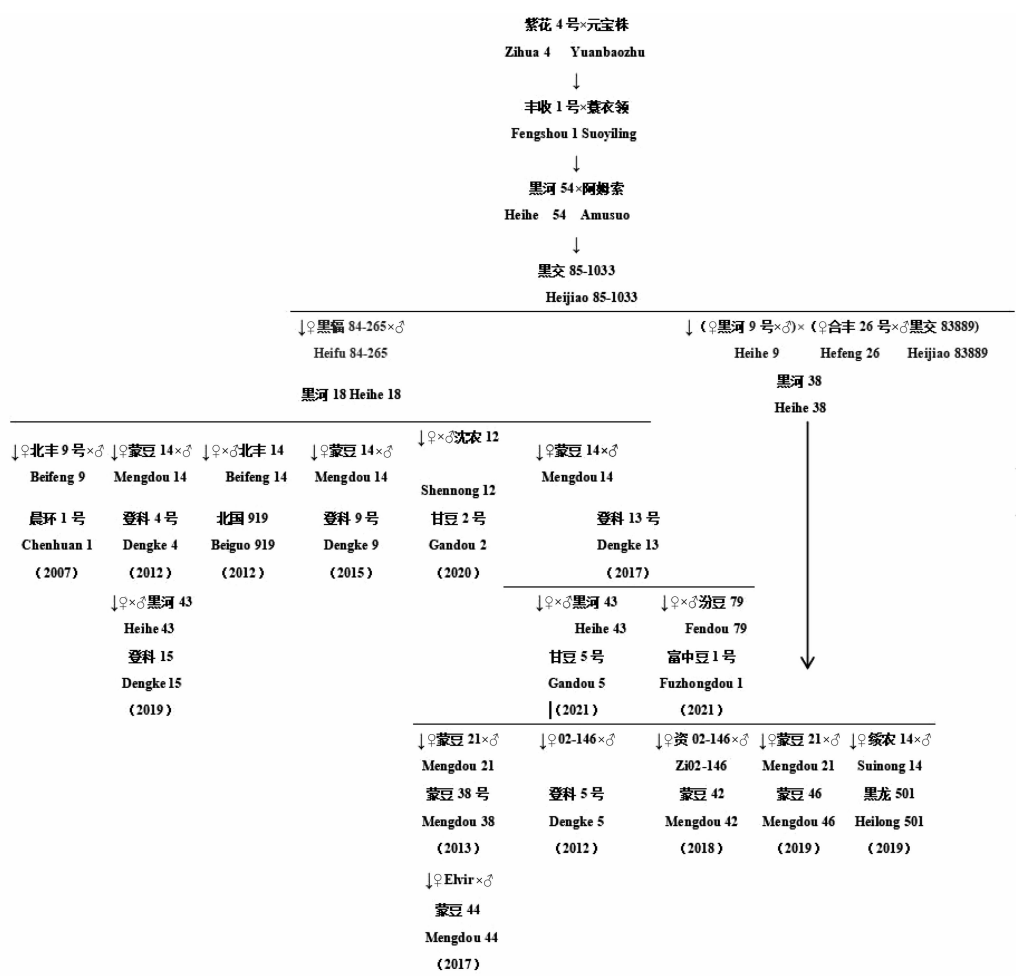 紫花 4 号×元宝株
Zihua 4 Yuanbaozhu
↓
丰收 1 号×蓑衣领
Fengshou 1 Suoyiling
↓
黑河 54×阿姆索
Heihe 54 Amusuo
↓
黑交 85-1033
Heijiao 85-1033
↓♀黑辐 84-265×♂ ↓（♀黑河 9 号×♂）×（♀合丰 26 号×♂黑交 83889）
Heifu 84-265 Heihe 9 Hefeng 26 Heijiao 83889
黑河 38
黑河 18 Heihe 18
Heihe 38
↓♀×♂沈农 12
↓♀北丰 9 号×♂ ↓♀蒙豆 14×♂ ↓♀×♂北丰 14 ↓♀蒙豆 14×♂ ↓♀蒙豆 14×♂
Beifeng 9 Mengdou 14 Beifeng 14 Mengdou 14 Mengdou 14
Shennong 12
晨环 1 号 登科 4 号 北国 919 登科 9 号 甘豆 2 号 登科 13 号
Chenhuan 1 Dengke 4 Beiguo 919 Dengke 9 Gandou 2 Dengke 13
（2007） （2012） （2012） （2015） （2020） （2017）
↓♀×♂黑河 43 ↓♀×♂黑河 43 ↓♀×♂汾豆 79
Heihe 43 Heihe 43 Fendou 79
登科 15 甘豆 5 号 富中豆 1 号
Dengke 15 Gandou 5 Fuzhongdou 1
（2019） （2021） （2021）
↓♀蒙豆 21×♂ ↓♀02-146×♂ ↓♀资 02-146×♂ ↓♀蒙豆 21×♂ ↓♀绥农 14×♂
Mengdou 21 Zi02-146 Mengdou 21 Suinong 14
蒙豆 38 号 登科 5 号 蒙豆 42 蒙豆 46 黑龙 501
Mengdou 38 Dengke 5 Mengdou 42 Mengdou 46 Heilong 501
（2013） （2012） （2018） （2019） （2019）
↓♀Elvir×♂
蒙豆 44
Mengdou 44
（2017）